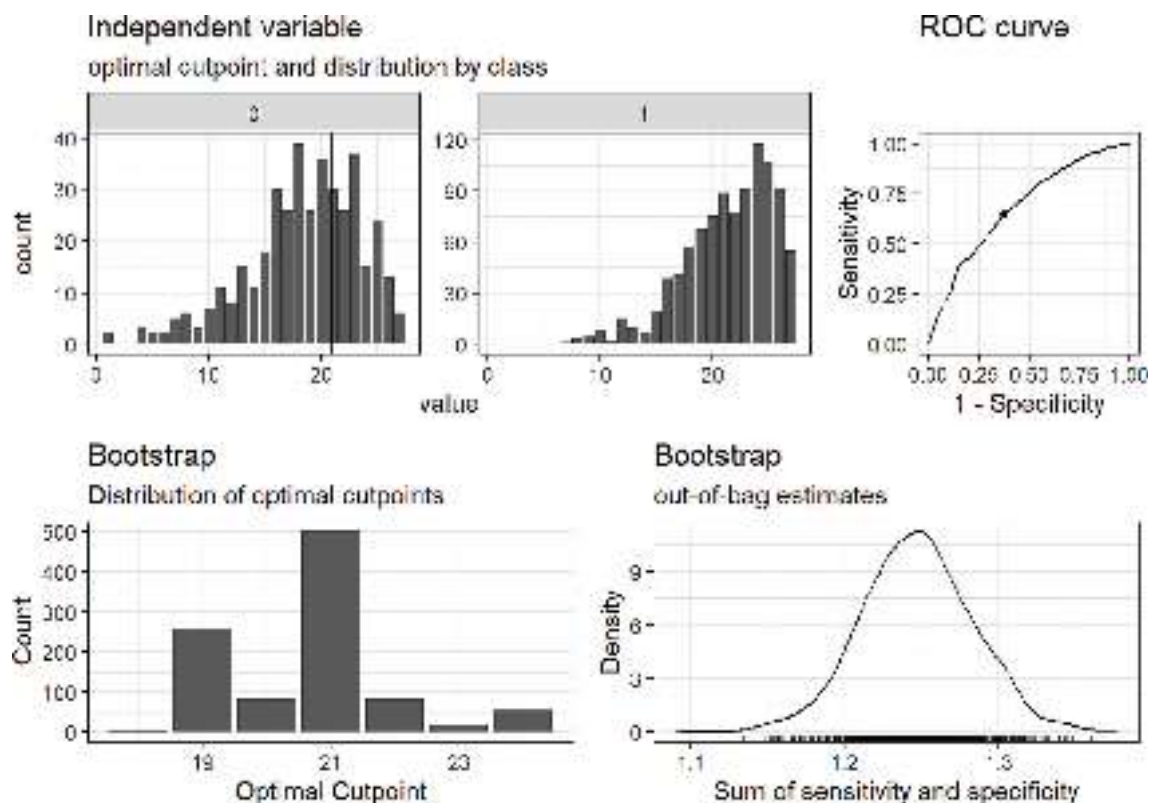 Independent variable
optimal cutpoint and distribution by class
0
1
40
30
20
10
0
120
90
60
30
0
count
0
10
20
0
10
20
value
ROC curve
1.00
0.75
0.50
0.25
0.00
Sensitivity
0.00
0.25
0.50
0.75
1.00
1 - Specificity
Bootstrap
Distribution of optimal cutpoints
500
400
300
200
100
0
Count
19
21
23
Optimal Cutpoint
Bootstrap
out-of-bag estimates
9
6
3
0
Density
1.1
1.2
1.3
Sum of sensitivity and specificity